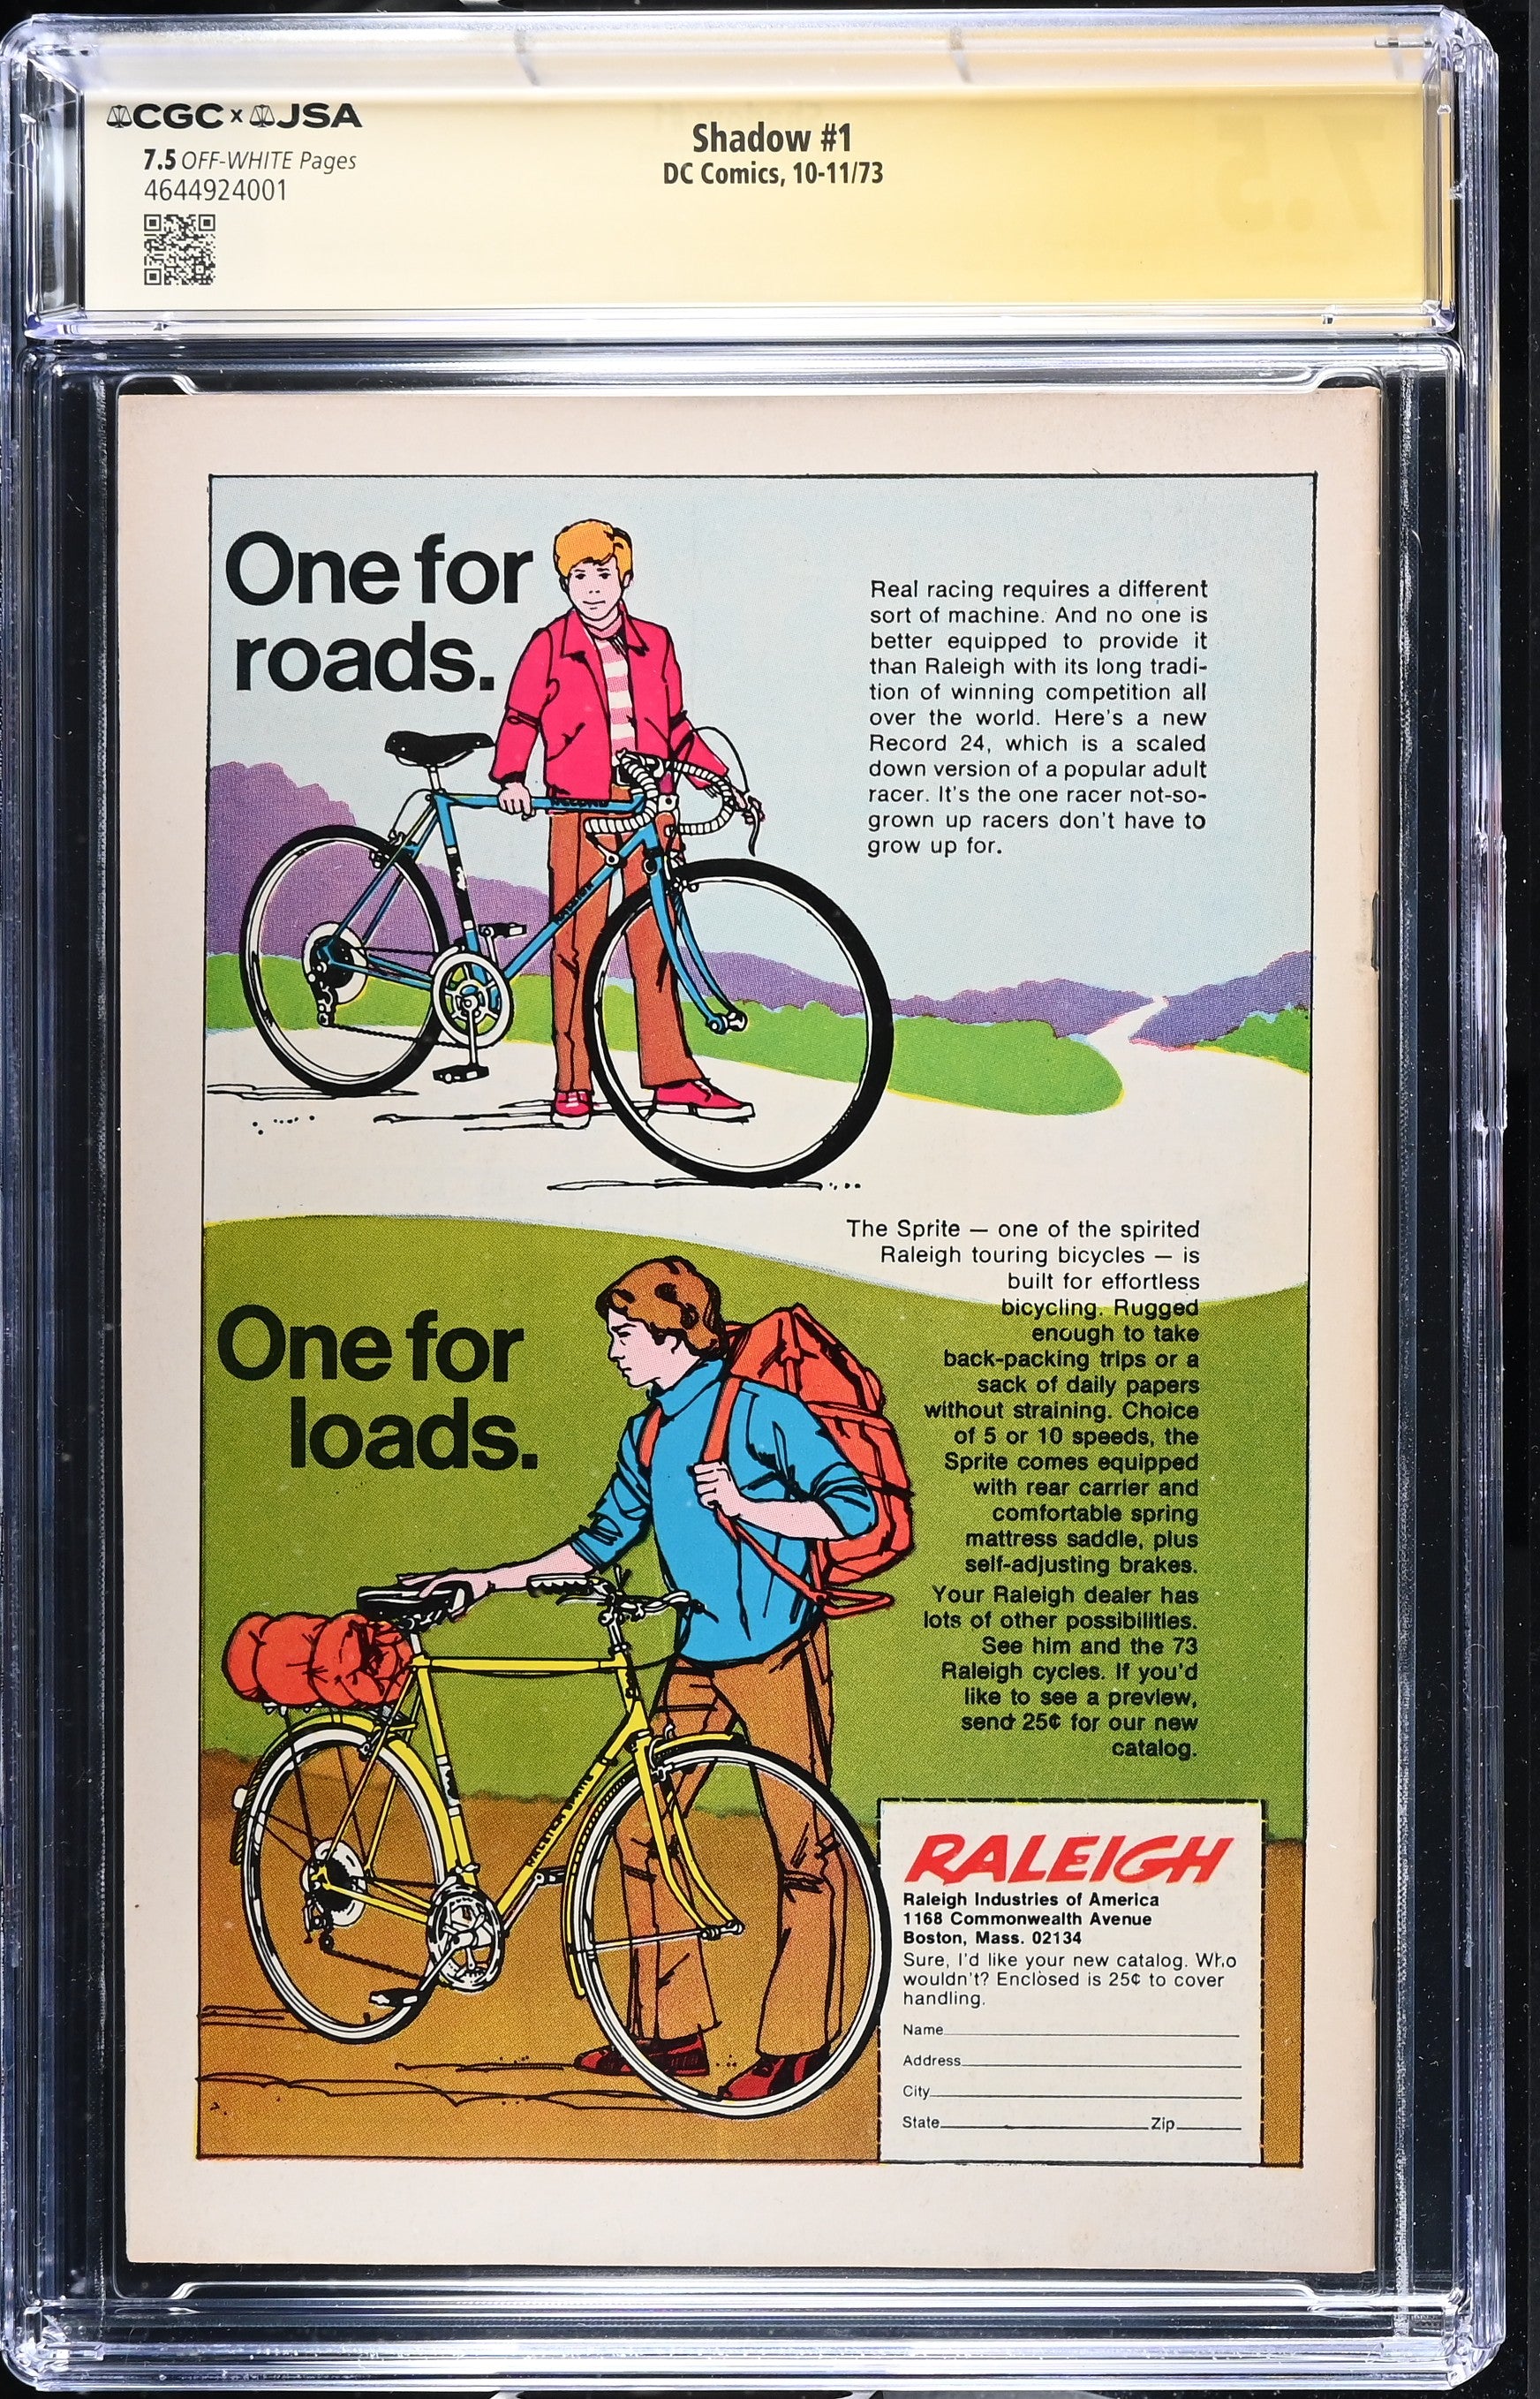 CGC x JSA
7.5 OFF-WHITE Pages
4644924001
Shadow #1
DC Comics, 10-11/73
One for
roads.
Real racing requires a different
sort of machine. And no one is
better equipped to provide it
than Raleigh with its long tradi-
tion of winning competition all
over the world. Here's a new
Record 24, which is a scaled
down version of a popular adult
racer. It's the one racer not-so-
grown up racers don't have to
grow up for.
RECORD
RALEIGH
The Sprite — one of the spirited
Raleigh touring bicycles — is
built for effortless
bicycling. Rugged
enough to take
back-packing trips or a
sack of daily papers
without straining. Choice
of 5 or 10 speeds, the
Sprite comes equipped
with rear carrier and
comfortable spring
mattress saddle, plus
self-adjusting brakes.
Your Raleigh dealer has
lots of other possibilities.
See him and the 73
Raleigh cycles. If you'd
like to see a preview,
send 25¢ for our new
catalog.
One for
loads.
RALEIGH SPRITE
RALEIGH
Raleigh Industries of America
1168 Commonwealth Avenue
Boston, Mass. 02134
Sure, I'd like your new catalog. Who
wouldn't? Enclosed is 25¢ to cover
handling.
Name
Address
City
State Zip